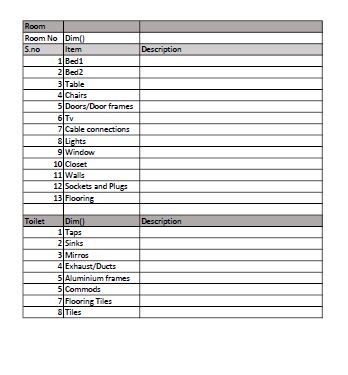 Room
Room No Dim()
S.no Item Description
1 Bed1
2 Bed2
3 Table
4 Chairs
5 Doors/Door frames
6 Tv
7 Cable connections
8 Lights
9 Window
10 Closet
11 Walls
12 Sockets and Plugs
13 Flooring
Toilet Dim() Description
1 Taps
2 Sinks
3 Mirros
4 Exhaust/Ducts
5 Aluminium frames
5 Commods
7 Flooring Tiles
8 Tiles